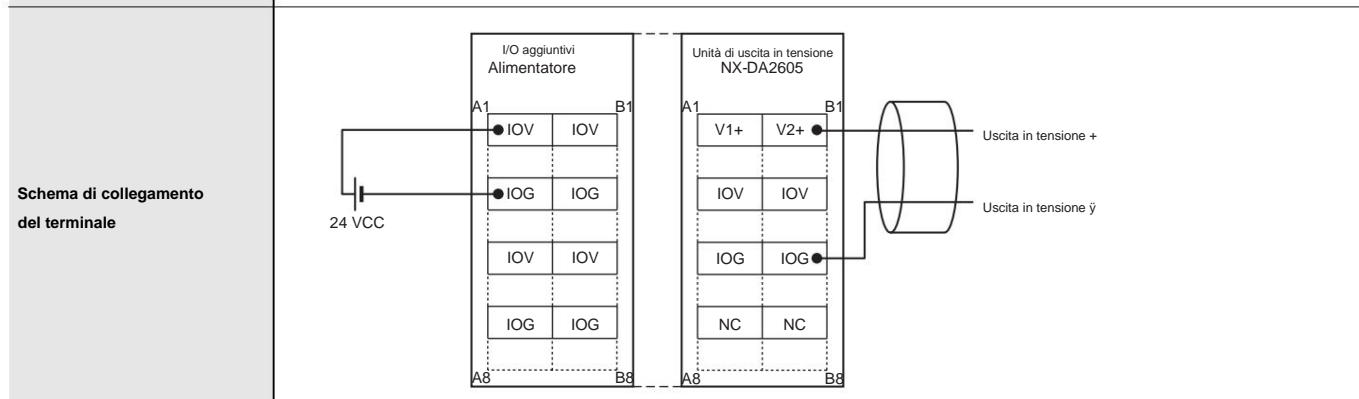 Schema di collegamento
del terminale
24 VCC
I/O aggiuntivi
Alimentatore
A1 B1
IOV IOV
IOG IOG
IOV IOV
IOG IOG
A8 B8
Unità di uscita in tensione
NX-DA2605
A1 B1
V1+ V2+
IOV IOV
IOG IOG
NC NC
A8 B8
Uscita in tensione +
Uscita in tensione ÿ